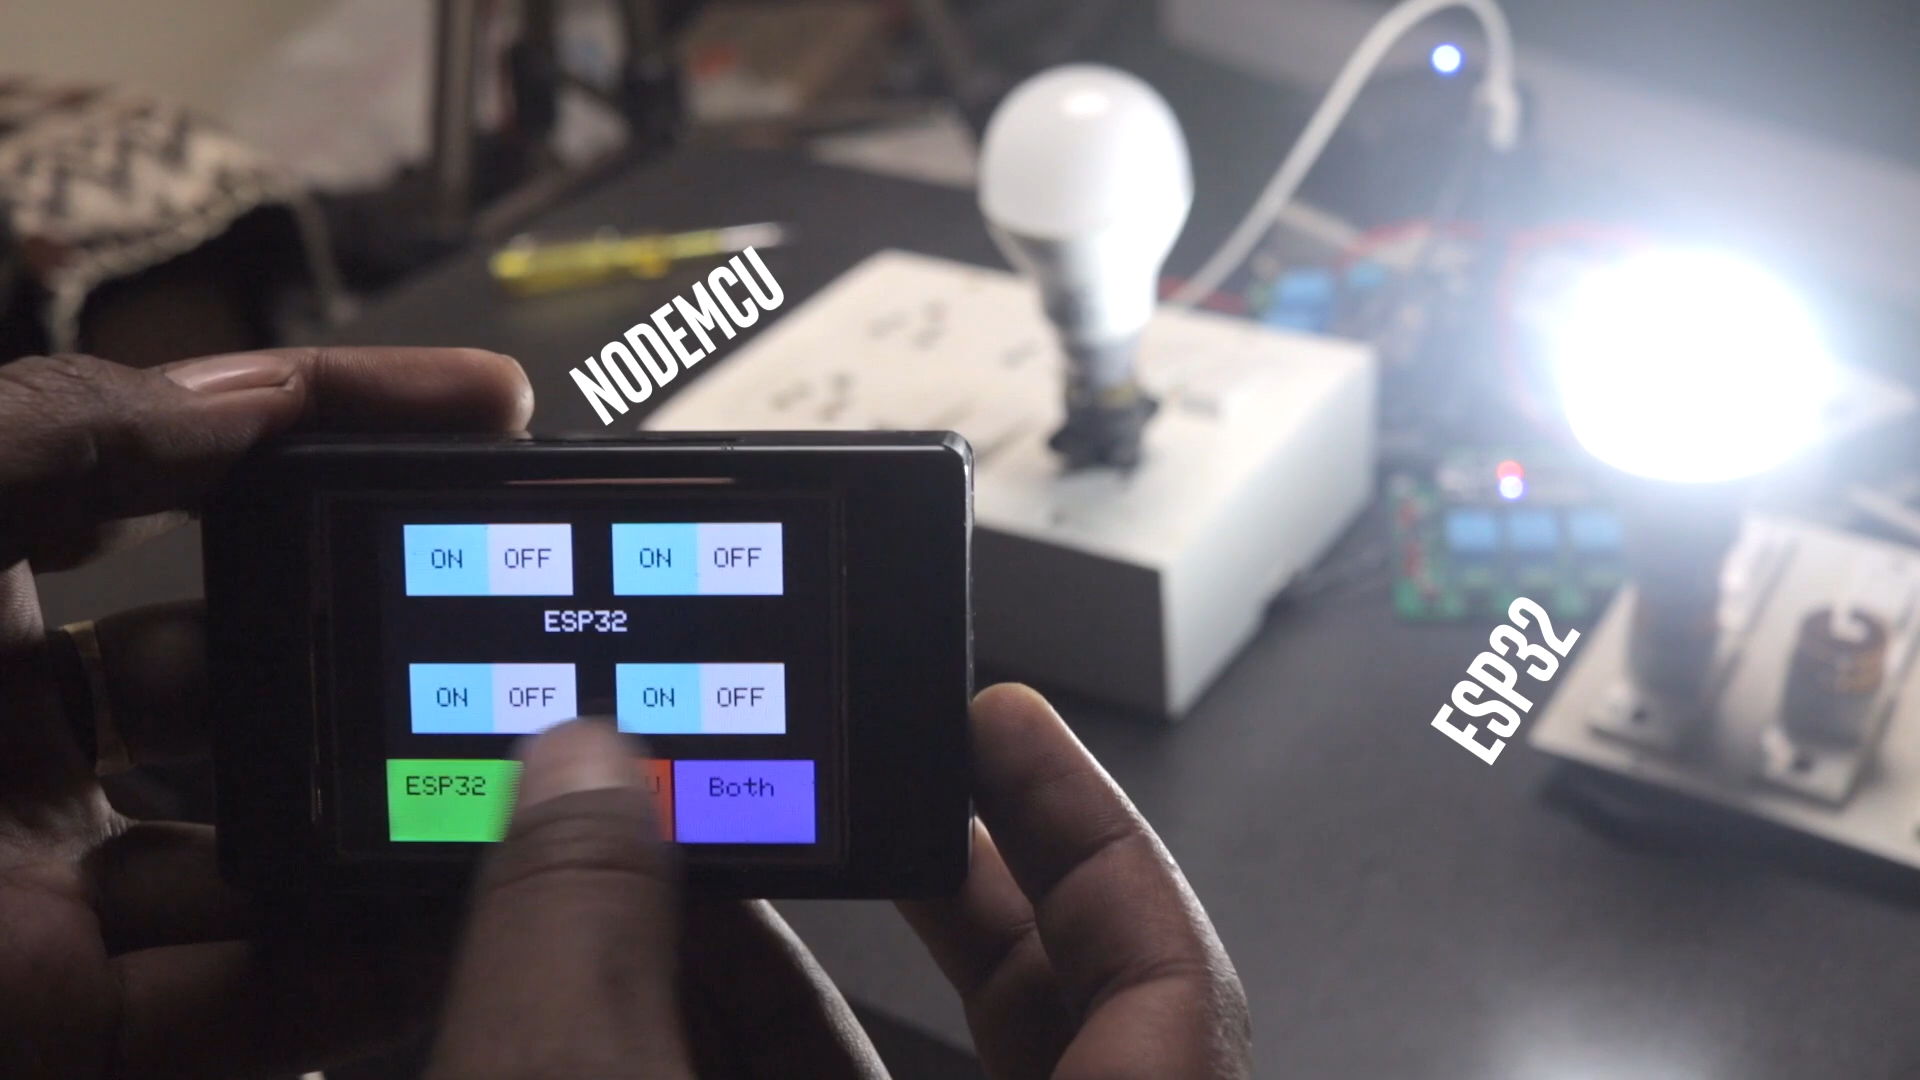 NODEMCU
ON OFF ON OFF
ESP32
ON OFF ON OFF
ESP32 U Both
ESP32